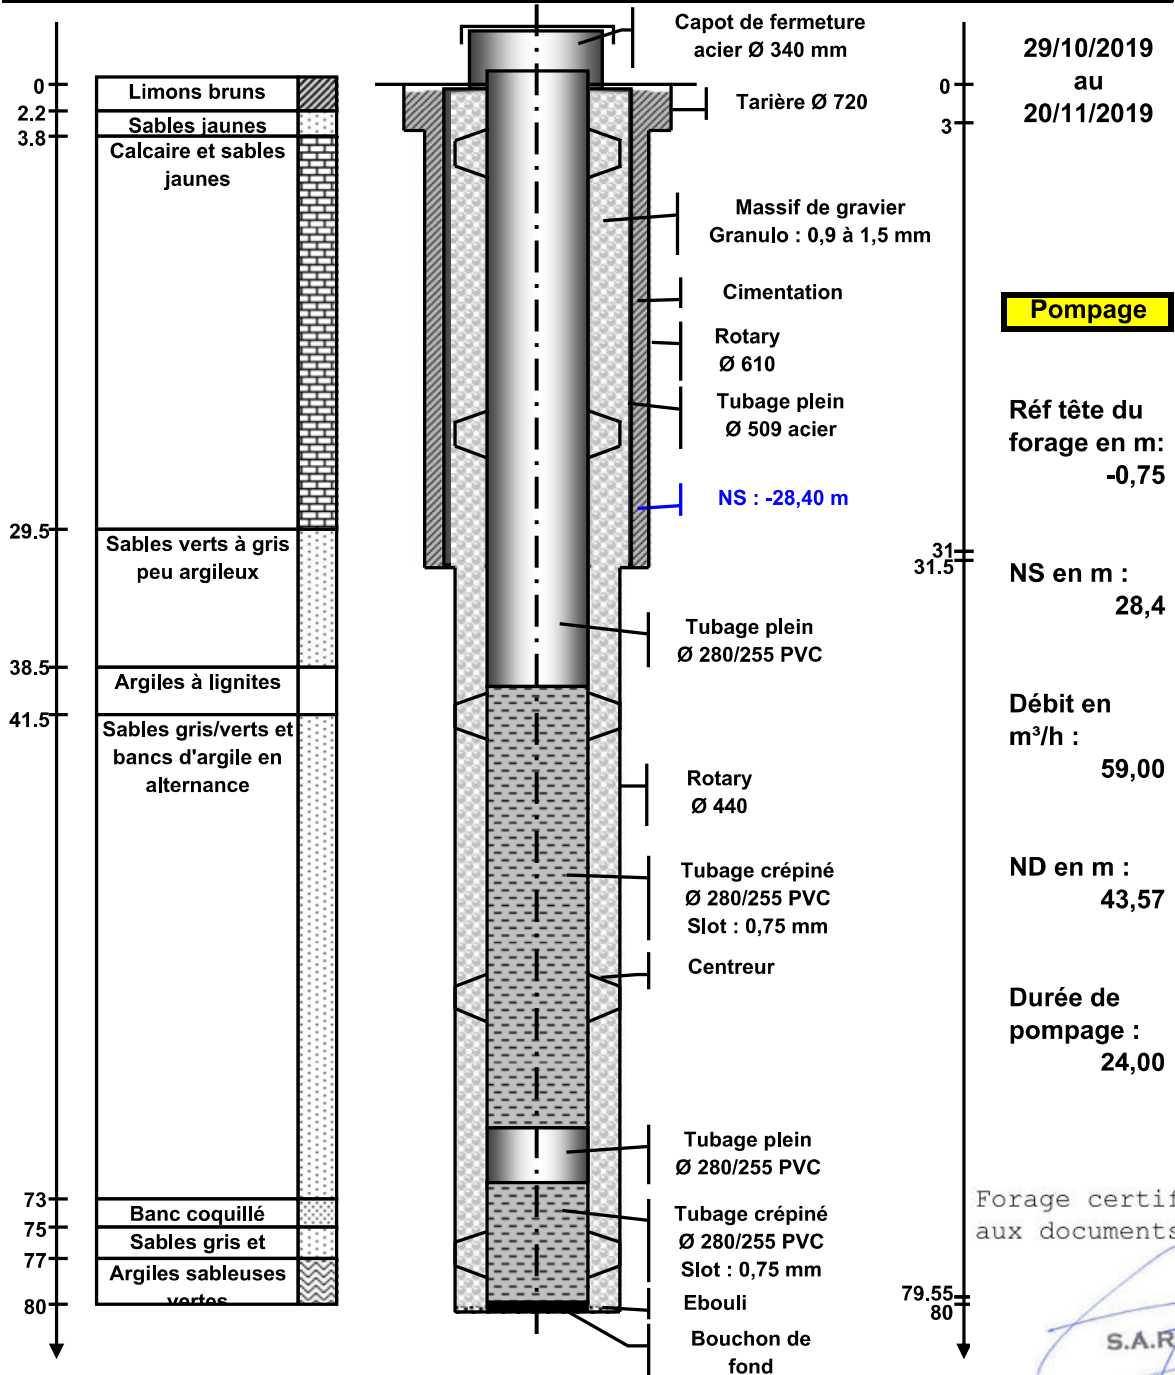 0
2.2
3.8
29.5
38.5
41.5
73
75
77
80
Limons bruns
Sables jaunes
Calcaire et sables
jaunes
Sables verts à gris
peu argileux
Argiles à lignites
Sables gris/verts et
bancs d'argile en
alternance
Banc coquillé
Sables gris et
Argiles sableuses
vertes
Capot de fermeture
acier Ø 340 mm
Tarière Ø 720
Massif de gravier
Granulo : 0,9 à 1,5 mm
Cimentation
Rotary
Ø 610
Tubage plein
Ø 509 acier
NS : -28,40 m
Tubage plein
Ø 280/255 PVC
Rotary
Ø 440
Tubage crépiné
Ø 280/255 PVC
Slot : 0,75 mm
Centreur
Tubage plein
Ø 280/255 PVC
Tubage crépiné
Ø 280/255 PVC
Slot : 0,75 mm
Ebouli
Bouchon de
fond
0
3
31
31.5
79.55
80
29/10/2019
au
20/11/2019
Pompage
Réf tête du
forage en m:
-0,75
NS en m :
28,4
Débit en
m³/h :
59,00
ND en m :
43,57
Durée de
pompage :
24,00
Forage certif
aux documents
S.A.R